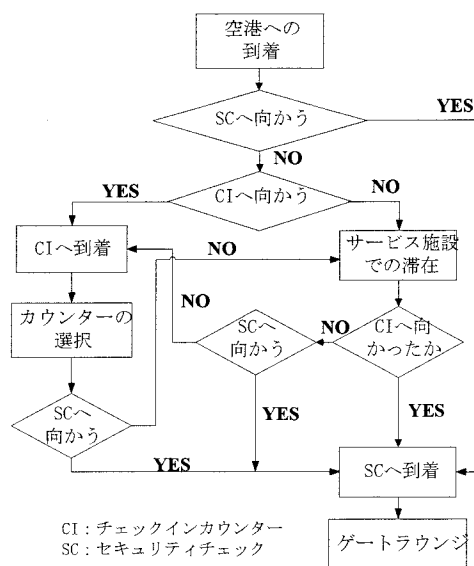 空港への
到着
SCへ向かう
YES
NO
CIへ向かう
YES
NO
CIへ到着
NO
サービス施設
での滞在
カウンターの
選択
NO
SCへ
向かう
NO
CIへ向
かったか
SCへ
向かう
YES
YES
YES
SCへ到着
CI：チェックインカウンター
SC：セキュリティチェック
ゲートラウンジ